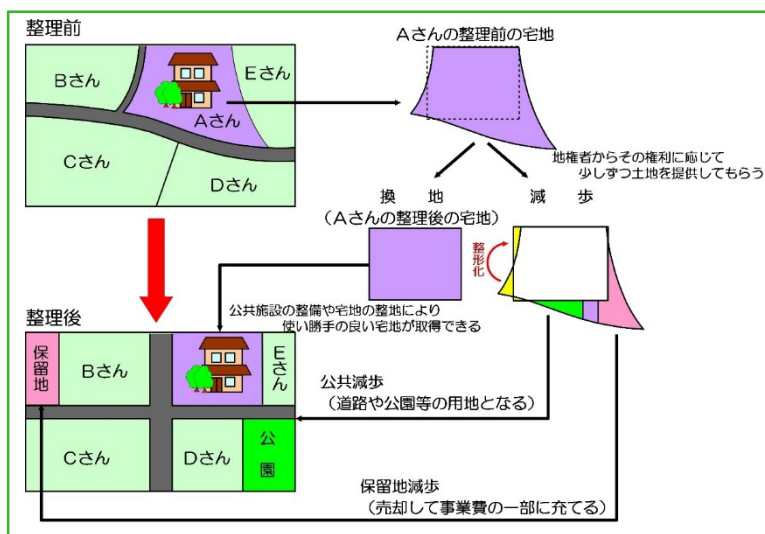 整理前
Bさん
Eさん
Aさん
Cさん
Dさん
Aさんの整理前の宅地
地権者からその権利に応じて
少しずつ土地を提供してもらう
換地
減歩
(Aさんの整理後の宅地)
整形化
公共施設の整備や宅地の整地により
使い勝手の良い宅地が取得できる
整理後
保留地
Bさん
Eさん
Cさん
Dさん
公園
公共減歩
(道路や公園等の用地となる)
保留地減歩
(売却して事業費の一部に充てる)